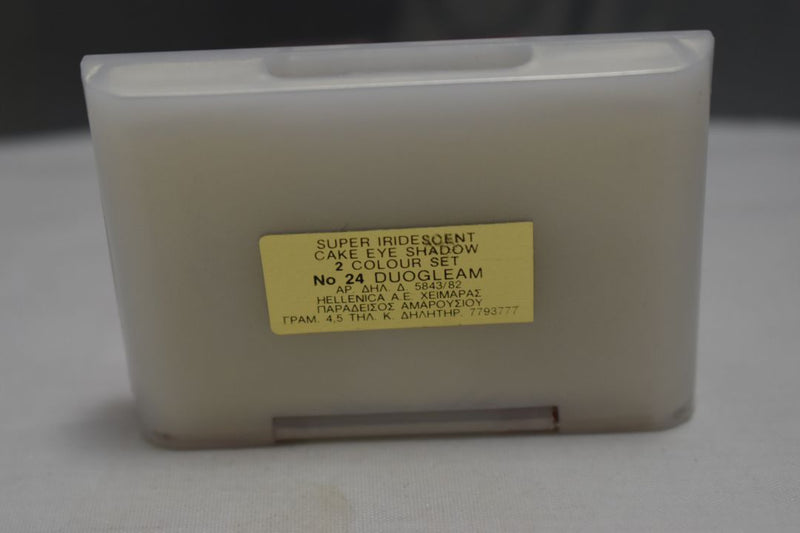 SUPER IRIDESCENT
CAKE EYE SHADOW
2 COLOUR SET
No 24 DUOGLEAM
ΑΡ. ΔΗΛ. Δ. 5843/82
HELLENICA A.E. ΧΕΙΜΑΡΑΣ
ΠΑΡΑΔΕΙΣΟΣ ΑΜΑΡΟΥΣΙΟΥ
ΓΡΑΜ. 4,5 ΤΗΛ. Κ. ΔΗΛΗΤΗΡ. 7793777